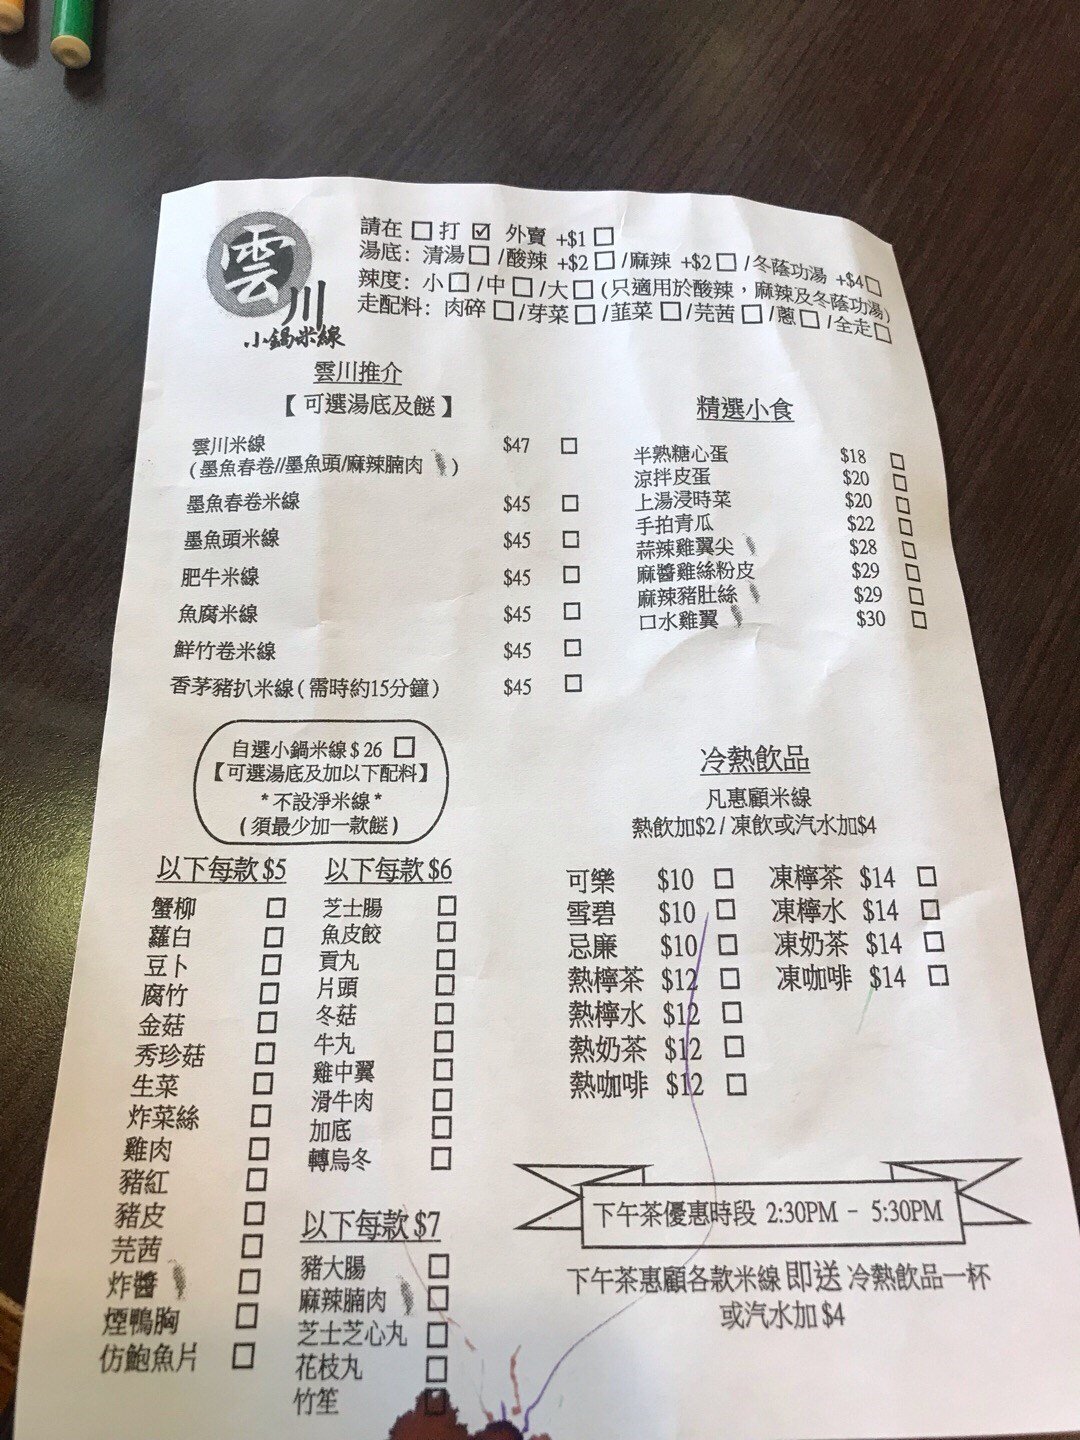 雲川
小鍋米線
請在 □ 打 ☑ 外賣 +$1 □
湯底：清湯 □ /酸辣 +$2 □ /麻辣 +$2 □ /冬蔭功湯 +$4 □
辣度：小 □ /中 □ /大 □ (只適用於酸辣，麻辣及冬蔭功湯)
走配料：肉碎 □ /芽菜 □ /韮菜 □ /芫茜 □ /蔥 □ /全走 □
雲川推介
【可選湯底及餸】
雲川米線 $47 □
(墨魚春卷//墨魚頭/麻辣腩肉)
墨魚春卷米線 $45 □
墨魚頭米線 $45 □
肥牛米線 $45 □
魚腐米線 $45 □
鮮竹卷米線 $45 □
香茅豬扒米線(需時約15分鐘) $45 □
精選小食
半熟糖心蛋 $18 □
涼拌皮蛋 $20 □
上湯浸時菜 $20 □
手拍青瓜 $22 □
蒜辣雞翼尖 $28 □
麻醬雞絲粉皮 $29 □
麻辣豬肚絲 $29 □
口水雞翼 $30 □
自選小鍋米線 $26 □
【可選湯底及加以下配料】
*不設淨米線*
(須最少加一款餸)
以下每款 $5
蟹柳 □
蘿白 □
豆卜 □
腐竹 □
金菇 □
秀珍菇 □
生菜 □
炸菜絲 □
雞肉 □
豬紅 □
豬皮 □
芫茜 □
炸醬 □
煙鴨胸 □
仿鮑魚片 □
以下每款 $6
芝士腸 □
魚皮餃 □
貢丸 □
片頭 □
冬菇 □
牛丸 □
雞中翼 □
滑牛肉 □
加底 □
轉烏冬 □
以下每款 $7
豬大腸 □
麻辣腩肉 □
芝士芝心丸 □
花枝丸 □
竹笙 □
冷熱飲品
凡惠顧米線
熱飲加$2 / 凍飲或汽水加$4
可樂 $10 □ 凍檸茶 $14 □
雪碧 $10 □ 凍檸水 $14 □
忌廉 $10 □ 凍奶茶 $14 □
熱檸茶 $12 □ 凍咖啡 $14 □
熱檸水 $12 □
熱奶茶 $12 □
熱咖啡 $12 □
下午茶優惠時段 2:30PM - 5:30PM
下午茶惠顧各款米線 即送 冷熱飲品一杯
或汽水加 $4